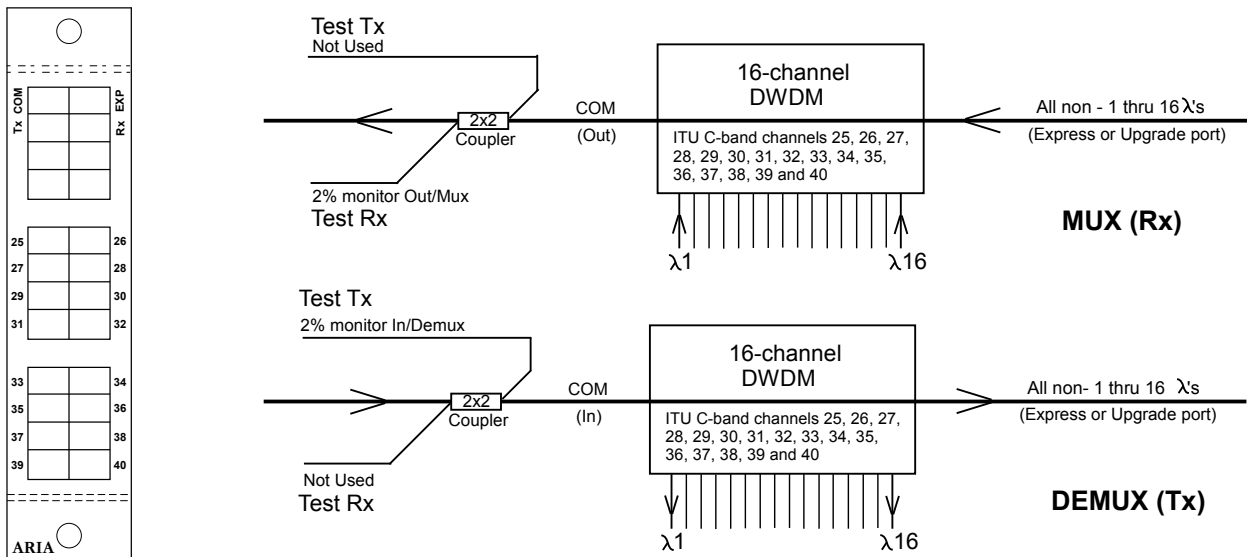 Tx COM
Rx EXP
25 26
27 28
29 30
31 32
33 34
35 36
37 38
39 40
ARIA
Test Tx
Not Used
2x2
Coupler
2% monitor Out/Mux
Test Rx
COM
(Out)
16-channel
DWDM
ITU C-band channels 25, 26, 27,
28, 29, 30, 31, 32, 33, 34, 35,
36, 37, 38, 39 and 40
λ1
λ16
All non - 1 thru 16 λ's
(Express or Upgrade port)
MUX (Rx)
Test Tx
2% monitor In/Demux
2x2
Coupler
Not Used
Test Rx
COM
(In)
16-channel
DWDM
ITU C-band channels 25, 26, 27,
28, 29, 30, 31, 32, 33, 34, 35,
36, 37, 38, 39 and 40
λ1
λ16
All non- 1 thru 16 λ's
(Express or Upgrade port)
DEMUX (Tx)